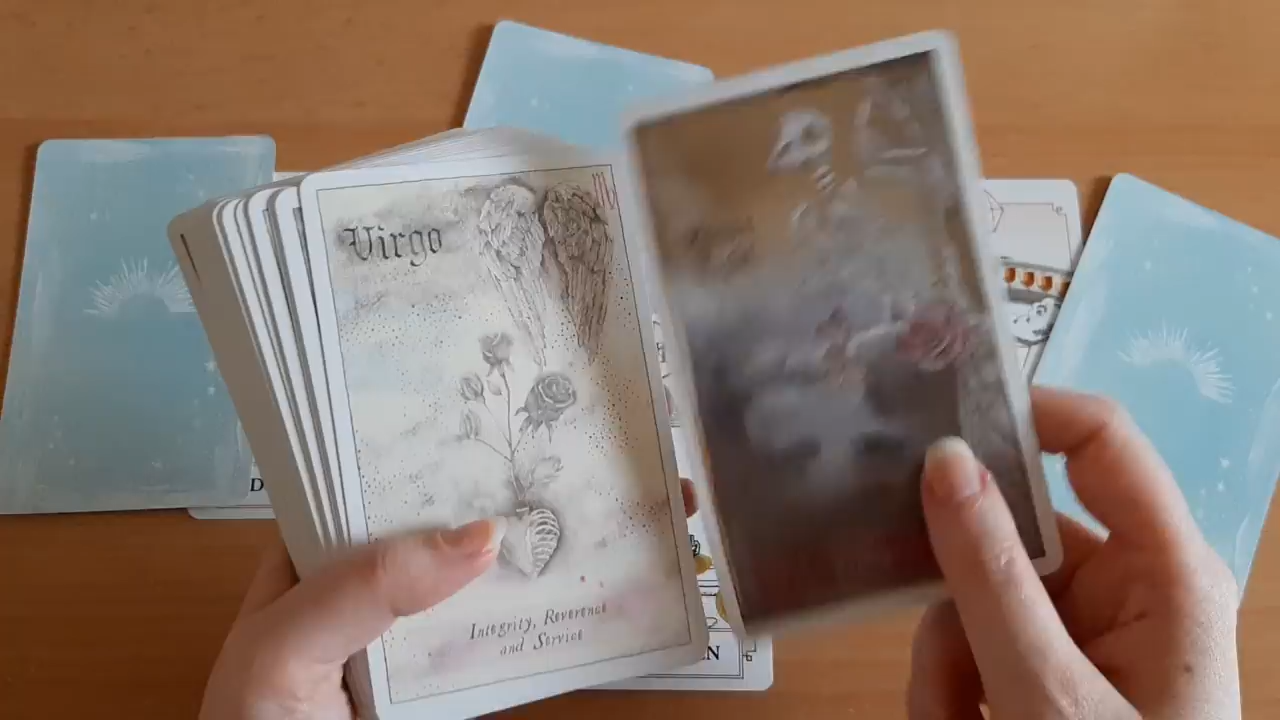 Virgo
Integrity, Reverence
and Service
D
N